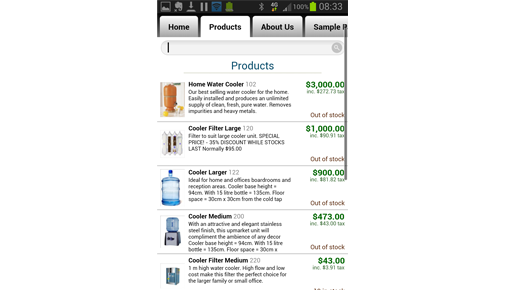 100% 08:33
Home Products About Us Sample P
Products
Home Water Cooler 102
$3,000.00
Our best selling water cooler for the home.
inc. $272.73 tax
Easily installed and produces an unlimited
supply of clean, fresh, pure water. Removes
impurities and heavy metals.
Out of stock
Cooler Filter Large 120
$1,000.00
Filter to suit large cooler unit. SPECIAL
inc. $90.91 tax
PRICE! - 35% DISCOUNT WHILE STOCKS
LAST Normally $95.00
Out of stock
Cooler Larger 122
$900.00
Ideal for home and offices boardrooms and
inc. $81.82 tax
reception areas. Cooler base height =
94cm. With 15 litre bottle = 135cm. Floor
space = 30cm x 30cm from the cold tap
Out of stock
Cooler Medium 200
$473.00
With an attractive and elegant stainless
inc. $43.00 tax
steel finish, this upmarket unit will
compliment the ambience of any decor
Cooler base height = 94cm. With 15 litre
bottle = 135cm. Floor space = 30cm x
Out of stock
Cooler Filter Medium 220
$43.00
1 m high water cooler. High flow and low
inc. $3.91 tax
cost make this filter the perfect choice for
the larger family or small office.